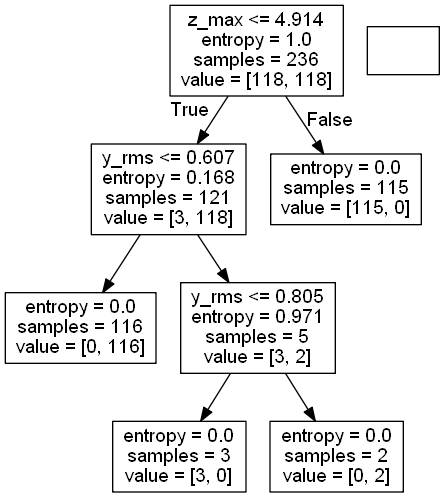 z_max <= 4.914
entropy = 1.0
samples = 236
value = [118, 118]
True
False
y_rms <= 0.607
entropy = 0.168
samples = 121
value = [3, 118]
entropy = 0.0
samples = 115
value = [115, 0]
entropy = 0.0
samples = 116
value = [0, 116]
y_rms <= 0.805
entropy = 0.971
samples = 5
value = [3, 2]
entropy = 0.0
samples = 3
value = [3, 0]
entropy = 0.0
samples = 2
value = [0, 2]